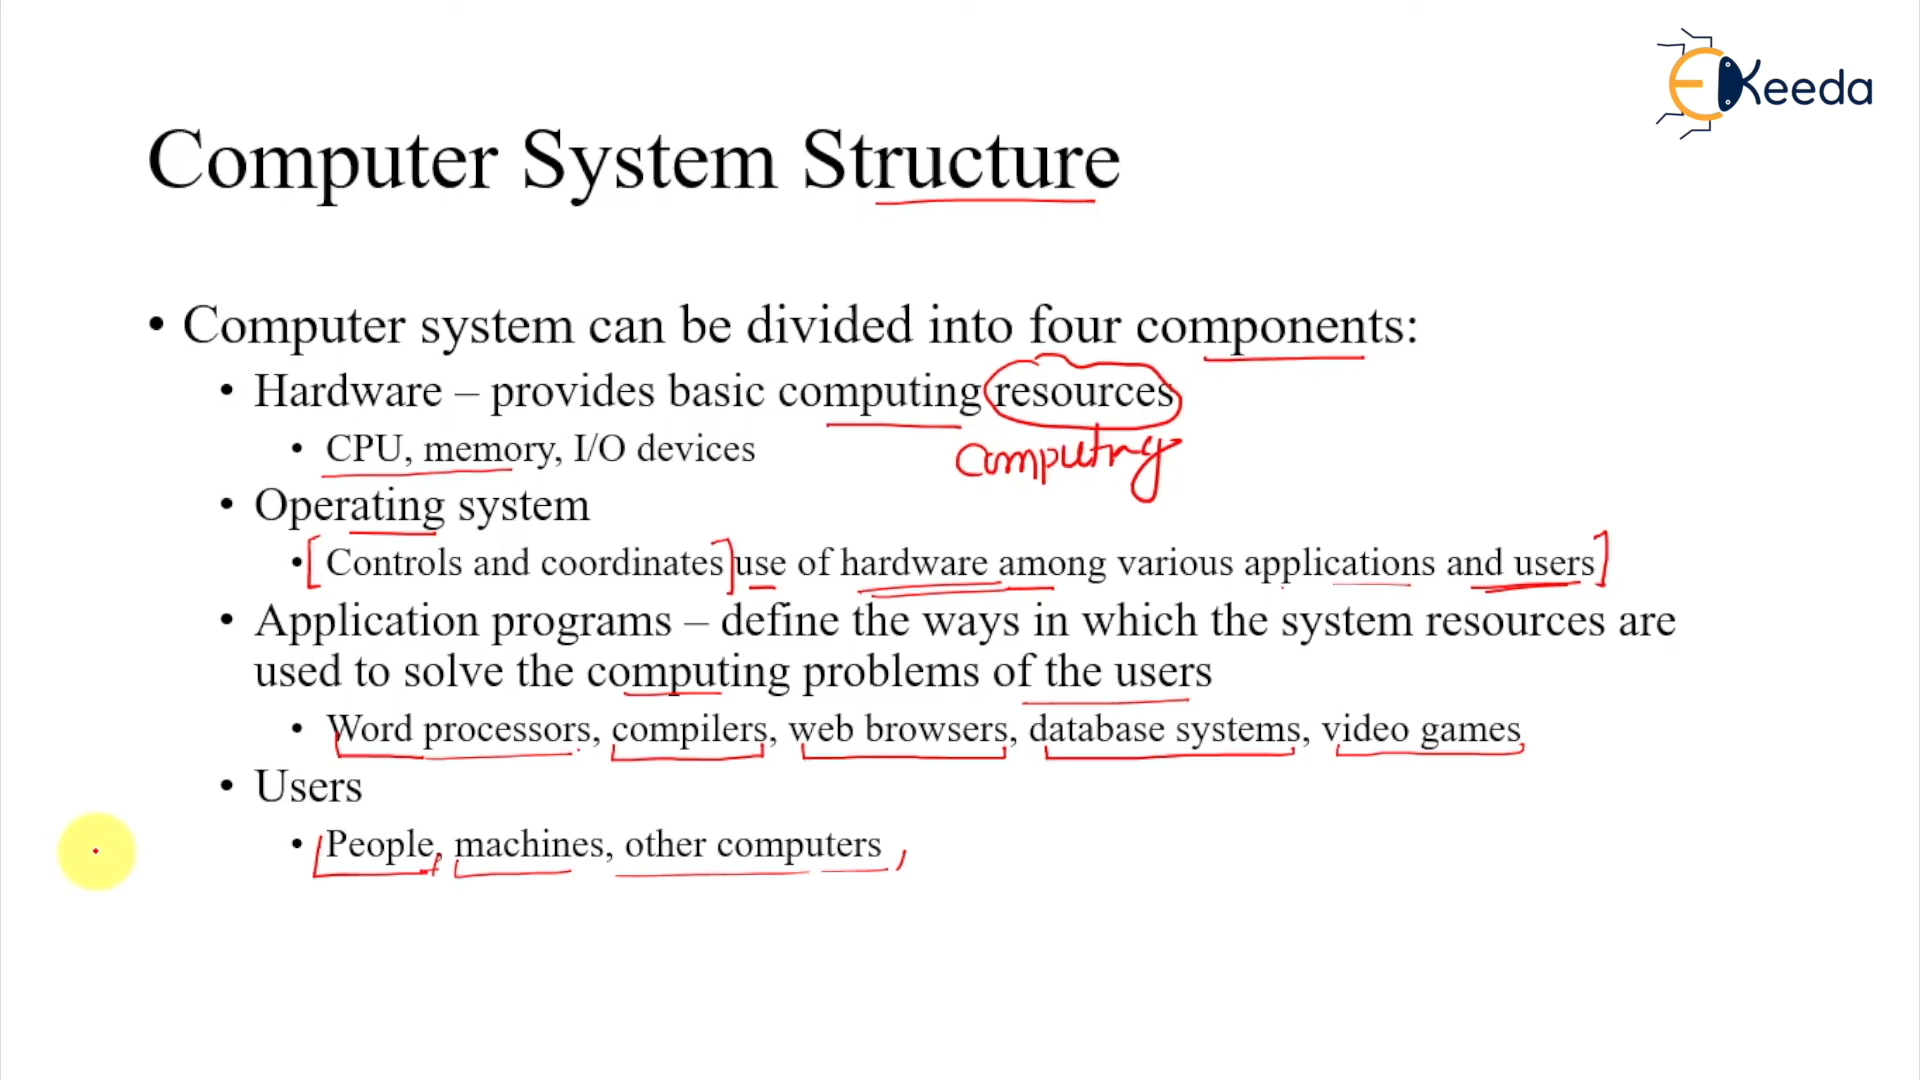 EKeeda
Computer System Structure
• Computer system can be divided into four components:
• Hardware – provides basic computing resources
• CPU, memory, I/O devices
computing
• Operating system
• [Controls and coordinates] use of hardware among various applications and users]
• Application programs – define the ways in which the system resources are
used to solve the computing problems of the users
• Word processors, compilers, web browsers, database systems, video games
• Users
• People, machines, other computers,